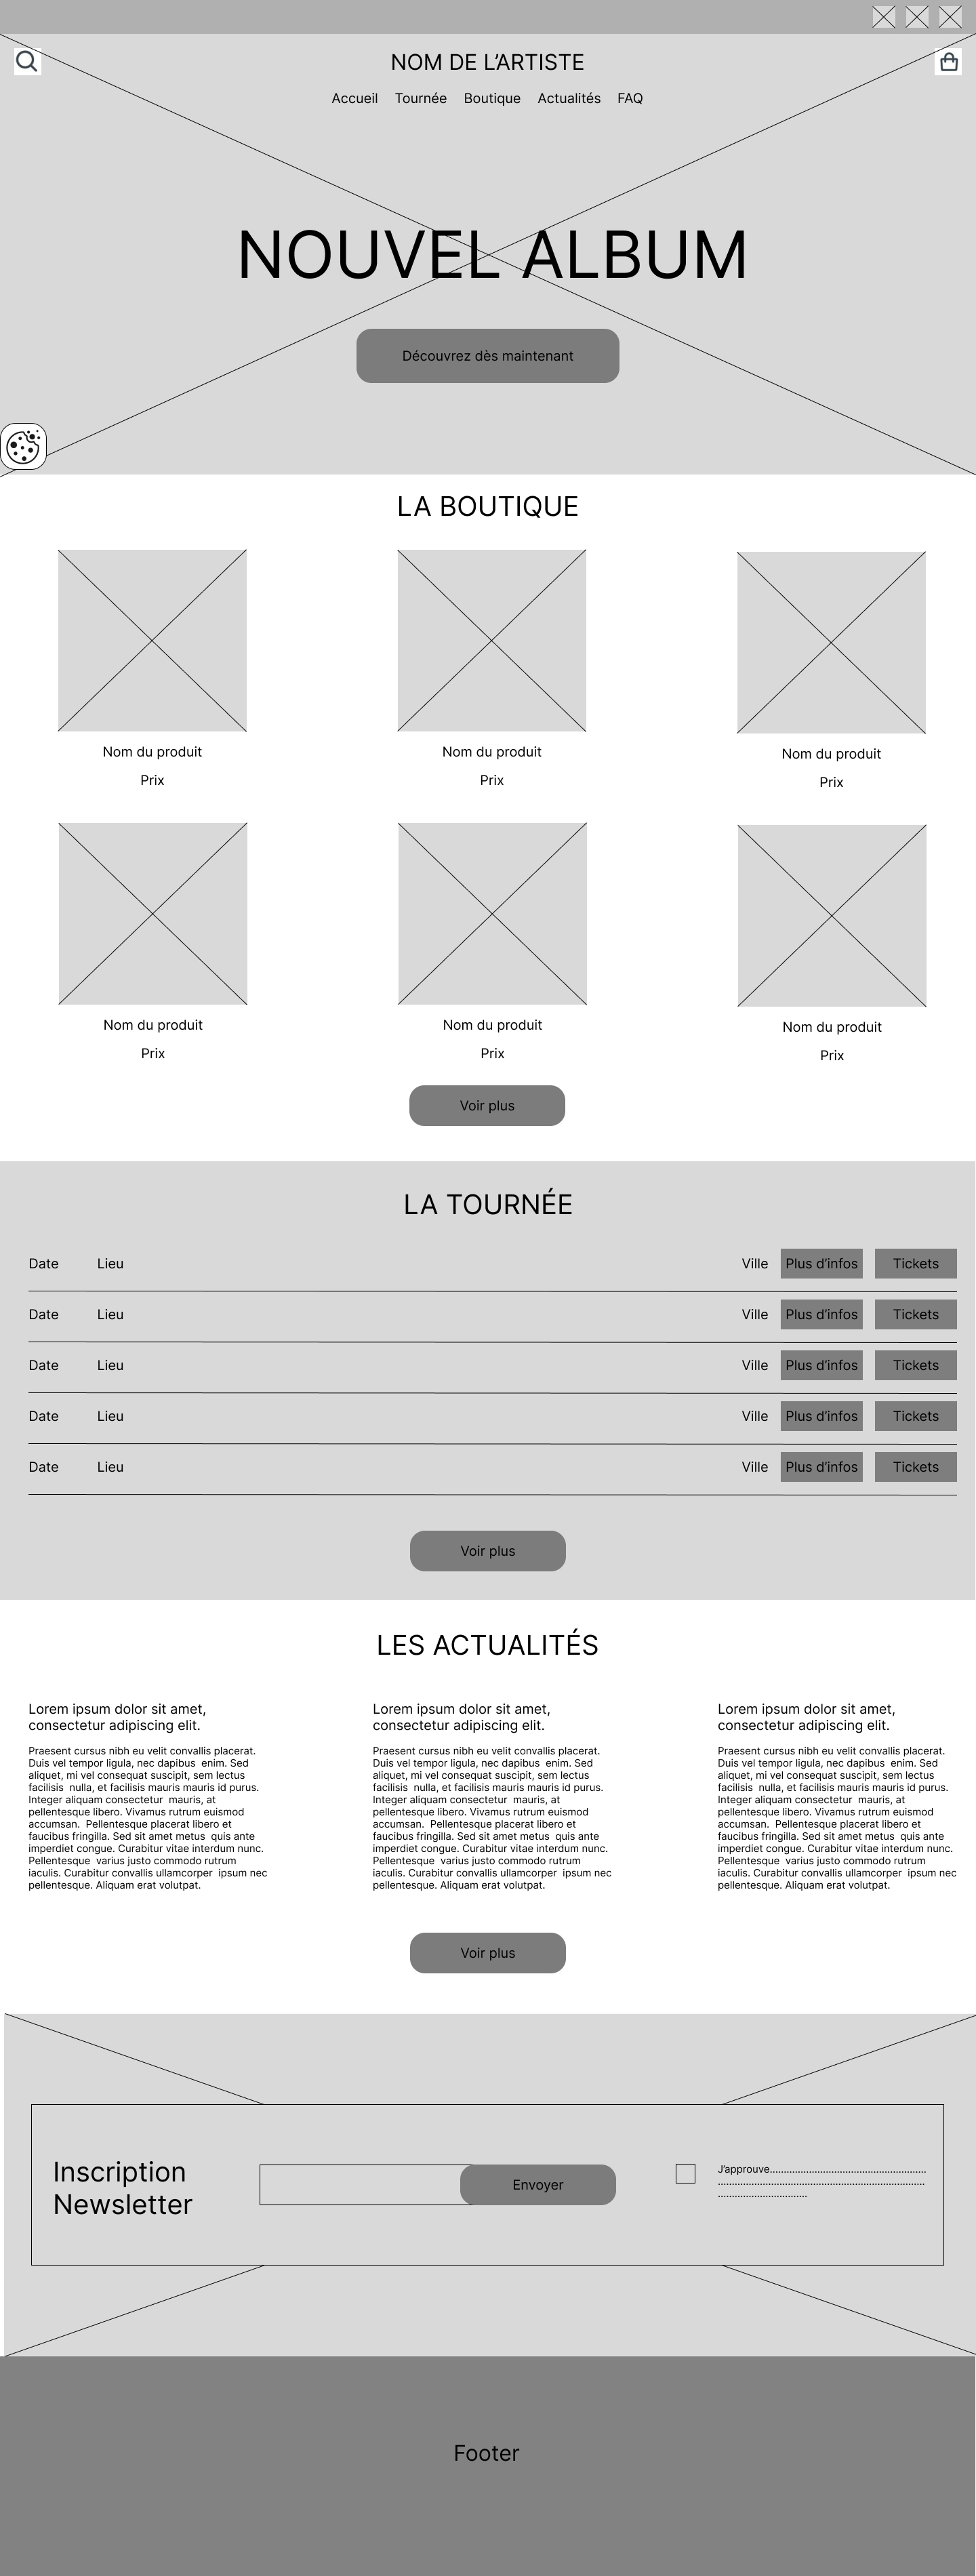 NOM DE L’ARTISTE
Accueil Tournée Boutique Actualités FAQ
NOUVEL ALBUM
Découvrez dès maintenant
LA BOUTIQUE
Nom du produit Nom du produit Nom du produit
Prix Prix Prix
Nom du produit Nom du produit Nom du produit
Prix Prix Prix
Voir plus
LA TOURNÉE
Date Lieu Ville Plus d’infos Tickets
Date Lieu Ville Plus d’infos Tickets
Date Lieu Ville Plus d’infos Tickets
Date Lieu Ville Plus d’infos Tickets
Date Lieu Ville Plus d’infos Tickets
Voir plus
LES ACTUALITÉS
Lorem ipsum dolor sit amet,
consectetur adipiscing elit.
Praesent cursus nibh eu velit convallis placerat.
Duis vel tempor ligula, nec dapibus enim. Sed
aliquet, mi vel consequat suscipit, sem lectus
facilisis nulla, et facilisis mauris mauris id purus.
Integer aliquam consectetur mauris, at
pellentesque libero. Vivamus rutrum euismod
accumsan. Pellentesque placerat libero et
faucibus fringilla. Sed sit amet metus quis ante
imperdiet congue. Curabitur vitae interdum nunc.
Pellentesque varius justo commodo rutrum
iaculis. Curabitur convallis ullamcorper ipsum nec
pellentesque. Aliquam erat volutpat.
Lorem ipsum dolor sit amet,
consectetur adipiscing elit.
Praesent cursus nibh eu velit convallis placerat.
Duis vel tempor ligula, nec dapibus enim. Sed
aliquet, mi vel consequat suscipit, sem lectus
facilisis nulla, et facilisis mauris mauris id purus.
Integer aliquam consectetur mauris, at
pellentesque libero. Vivamus rutrum euismod
accumsan. Pellentesque placerat libero et
faucibus fringilla. Sed sit amet metus quis ante
imperdiet congue. Curabitur vitae interdum nunc.
Pellentesque varius justo commodo rutrum
iaculis. Curabitur convallis ullamcorper ipsum nec
pellentesque. Aliquam erat volutpat.
Lorem ipsum dolor sit amet,
consectetur adipiscing elit.
Praesent cursus nibh eu velit convallis placerat.
Duis vel tempor ligula, nec dapibus enim. Sed
aliquet, mi vel consequat suscipit, sem lectus
facilisis nulla, et facilisis mauris mauris id purus.
Integer aliquam consectetur mauris, at
pellentesque libero. Vivamus rutrum euismod
accumsan. Pellentesque placerat libero et
faucibus fringilla. Sed sit amet metus quis ante
imperdiet congue. Curabitur vitae interdum nunc.
Pellentesque varius justo commodo rutrum
iaculis. Curabitur convallis ullamcorper ipsum nec
pellentesque. Aliquam erat volutpat.
Voir plus
Inscription
Newsletter
Envoyer
J’approuve.......................................................
.........................................................................
...............................
Footer